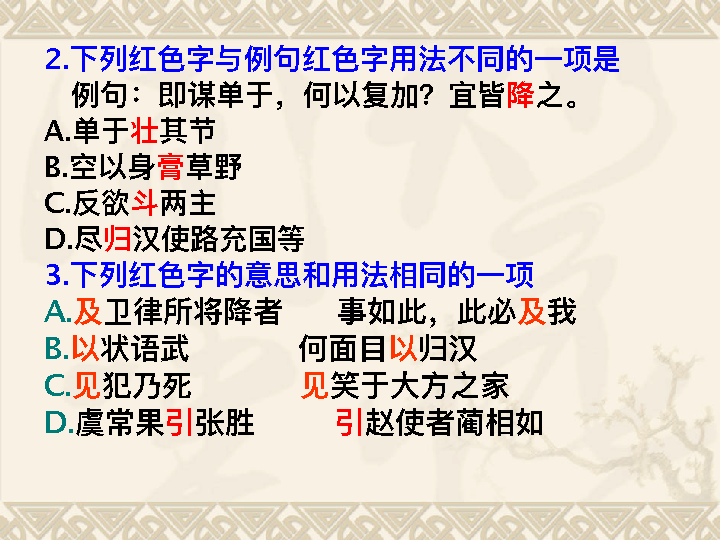 2.下列红色字与例句红色字用法不同的一项是
例句：即谋单于，何以复加？宜皆降之。
A.单于壮其节
B.空以身膏草野
C.反欲斗两主
D.尽归汉使路充国等
3.下列红色字的意思和用法相同的一项
A.及卫律所将降者 事如此，此必及我
B.以状语武 何面目以归汉
C.见犯乃死 见笑于大方之家
D.虞常果引张胜 引赵使者蔺相如